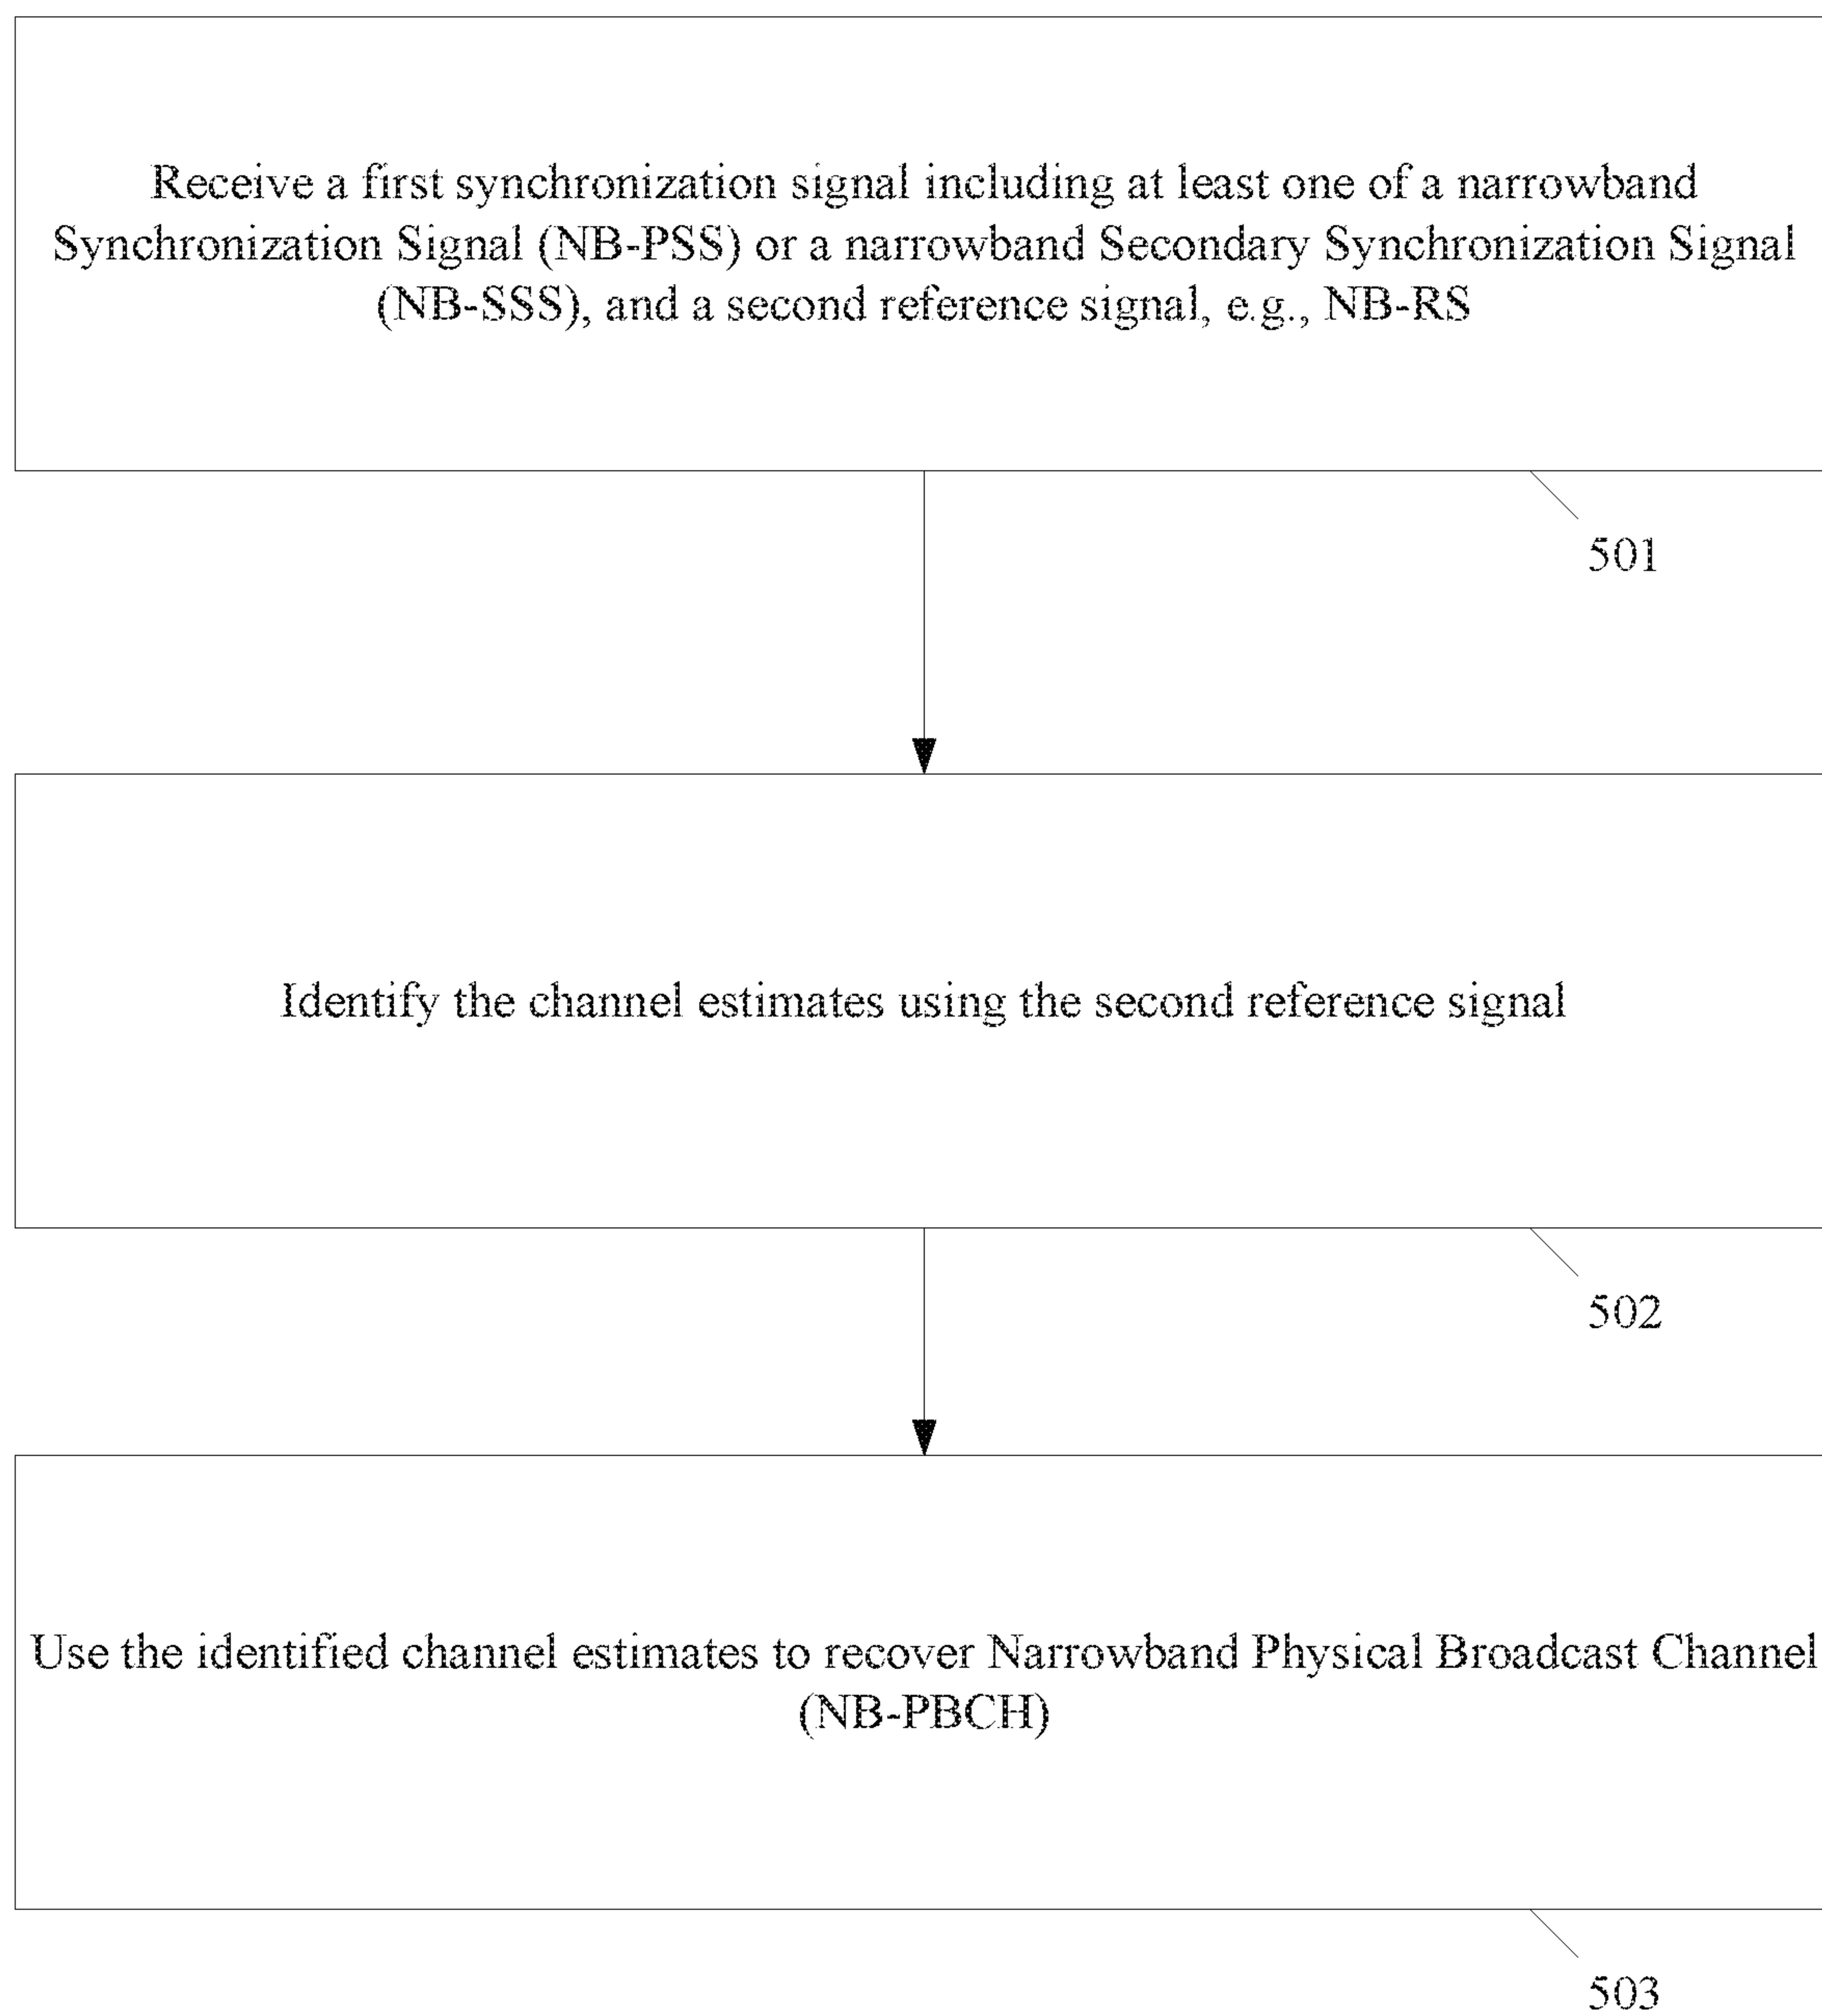 Receive a first synchronization signal including at least one of a narrowband
Synchronization Signal (NB-PSS) or a narrowband Secondary Synchronization Signal
(NB-SSS), and a second reference signal, e.g., NB-RS
501
Identify the channel estimates using the second reference signal
502
Use the identified channel estimates to recover Narrowband Physical Broadcast Channel
(NB-PBCH)
503